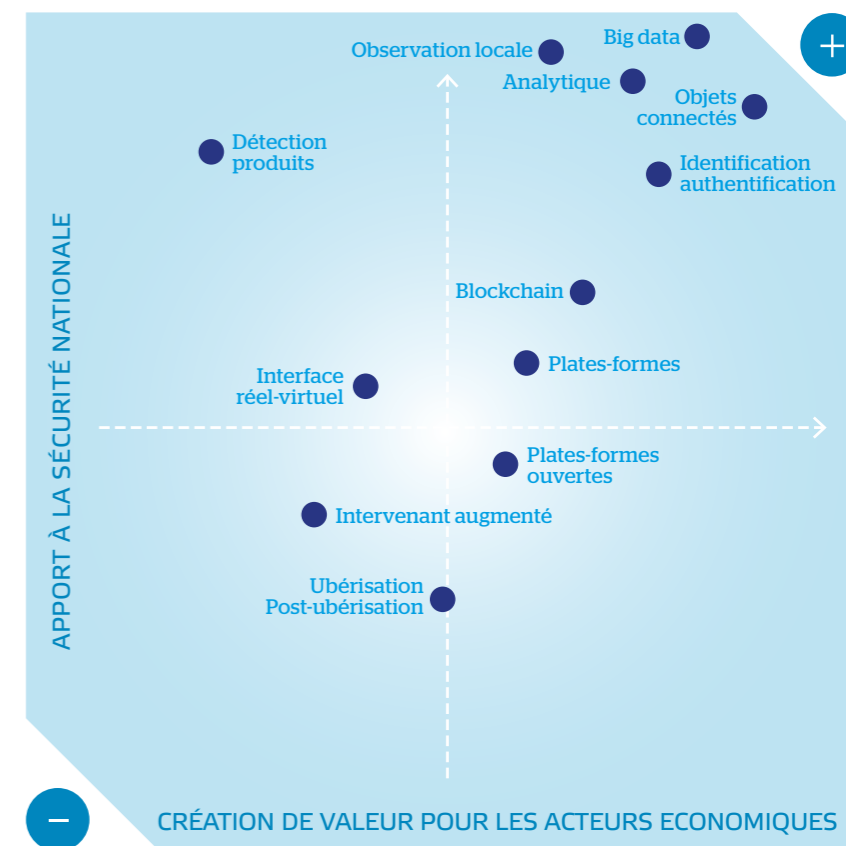 Big data
Observation locale
+
Analytique
Objets
connectés
Détection
produits
Identification
authentification
Blockchain
Plates-formes
Interface
réel-virtuel
Plates-formes
ouvertes
Intervenant augmenté
Ubérisation
Post-ubérisation
APPORT À LA SÉCURITÉ NATIONALE
−
CRÉATION DE VALEUR POUR LES ACTEURS ECONOMIQUES